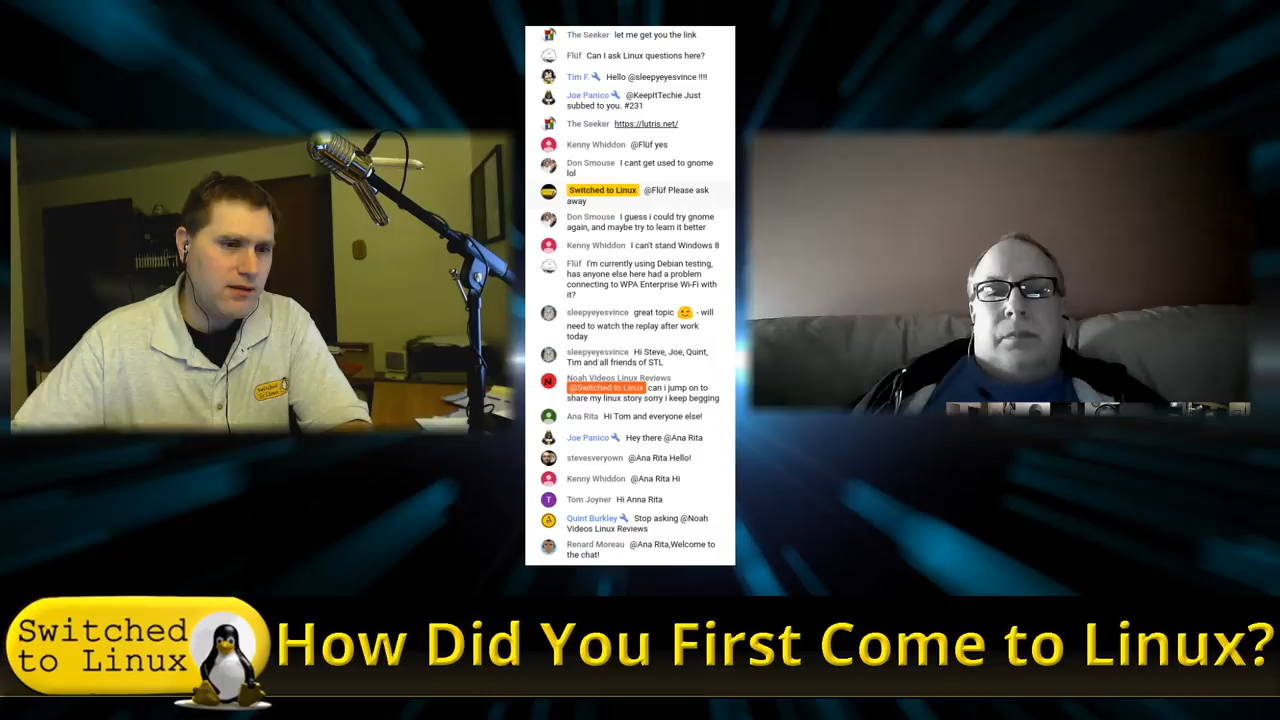 The Seeker let me get you the link
Flüf Can I ask Linux questions here?
Tim F. Hello @sleepyeyesvince !!!!
Joe Panico @KeepItTechie Just
subbed to you. #231
The Seeker https://lutris.net/
Kenny Whiddon @Flüf yes
Don Smouse I cant get used to gnome
lol
Switched to Linux @Flüf Please ask
away
Don Smouse I guess i could try gnome
again, and maybe try to learn it better
Kenny Whiddon I can't stand Windows 8
Flüf I'm currently using Debian testing,
has anyone else here had a problem
connecting to WPA Enterprise Wi-Fi with
it?
sleepyeyesvince great topic 😉 - will
need to watch the replay after work
today
sleepyeyesvince Hi Steve, Joe, Quint,
Tim and all friends of STL
Noah Videos Linux Reviews
@Switched to Linux can i jump on to
share my linux story sorry i keep begging
Ana Rita Hi Tom and everyone else!
Joe Panico Hey there @Ana Rita
stevesveryown @Ana Rita Hello!
Kenny Whiddon @Ana Rita Hi
T Tom Joyner Hi Anna Rita
Quint Burkley Stop asking @Noah
Videos Linux Reviews
Renard Moreau @Ana Rita,Welcome to
the chat!
Switched
to Linux
How Did You First Come to Linux?